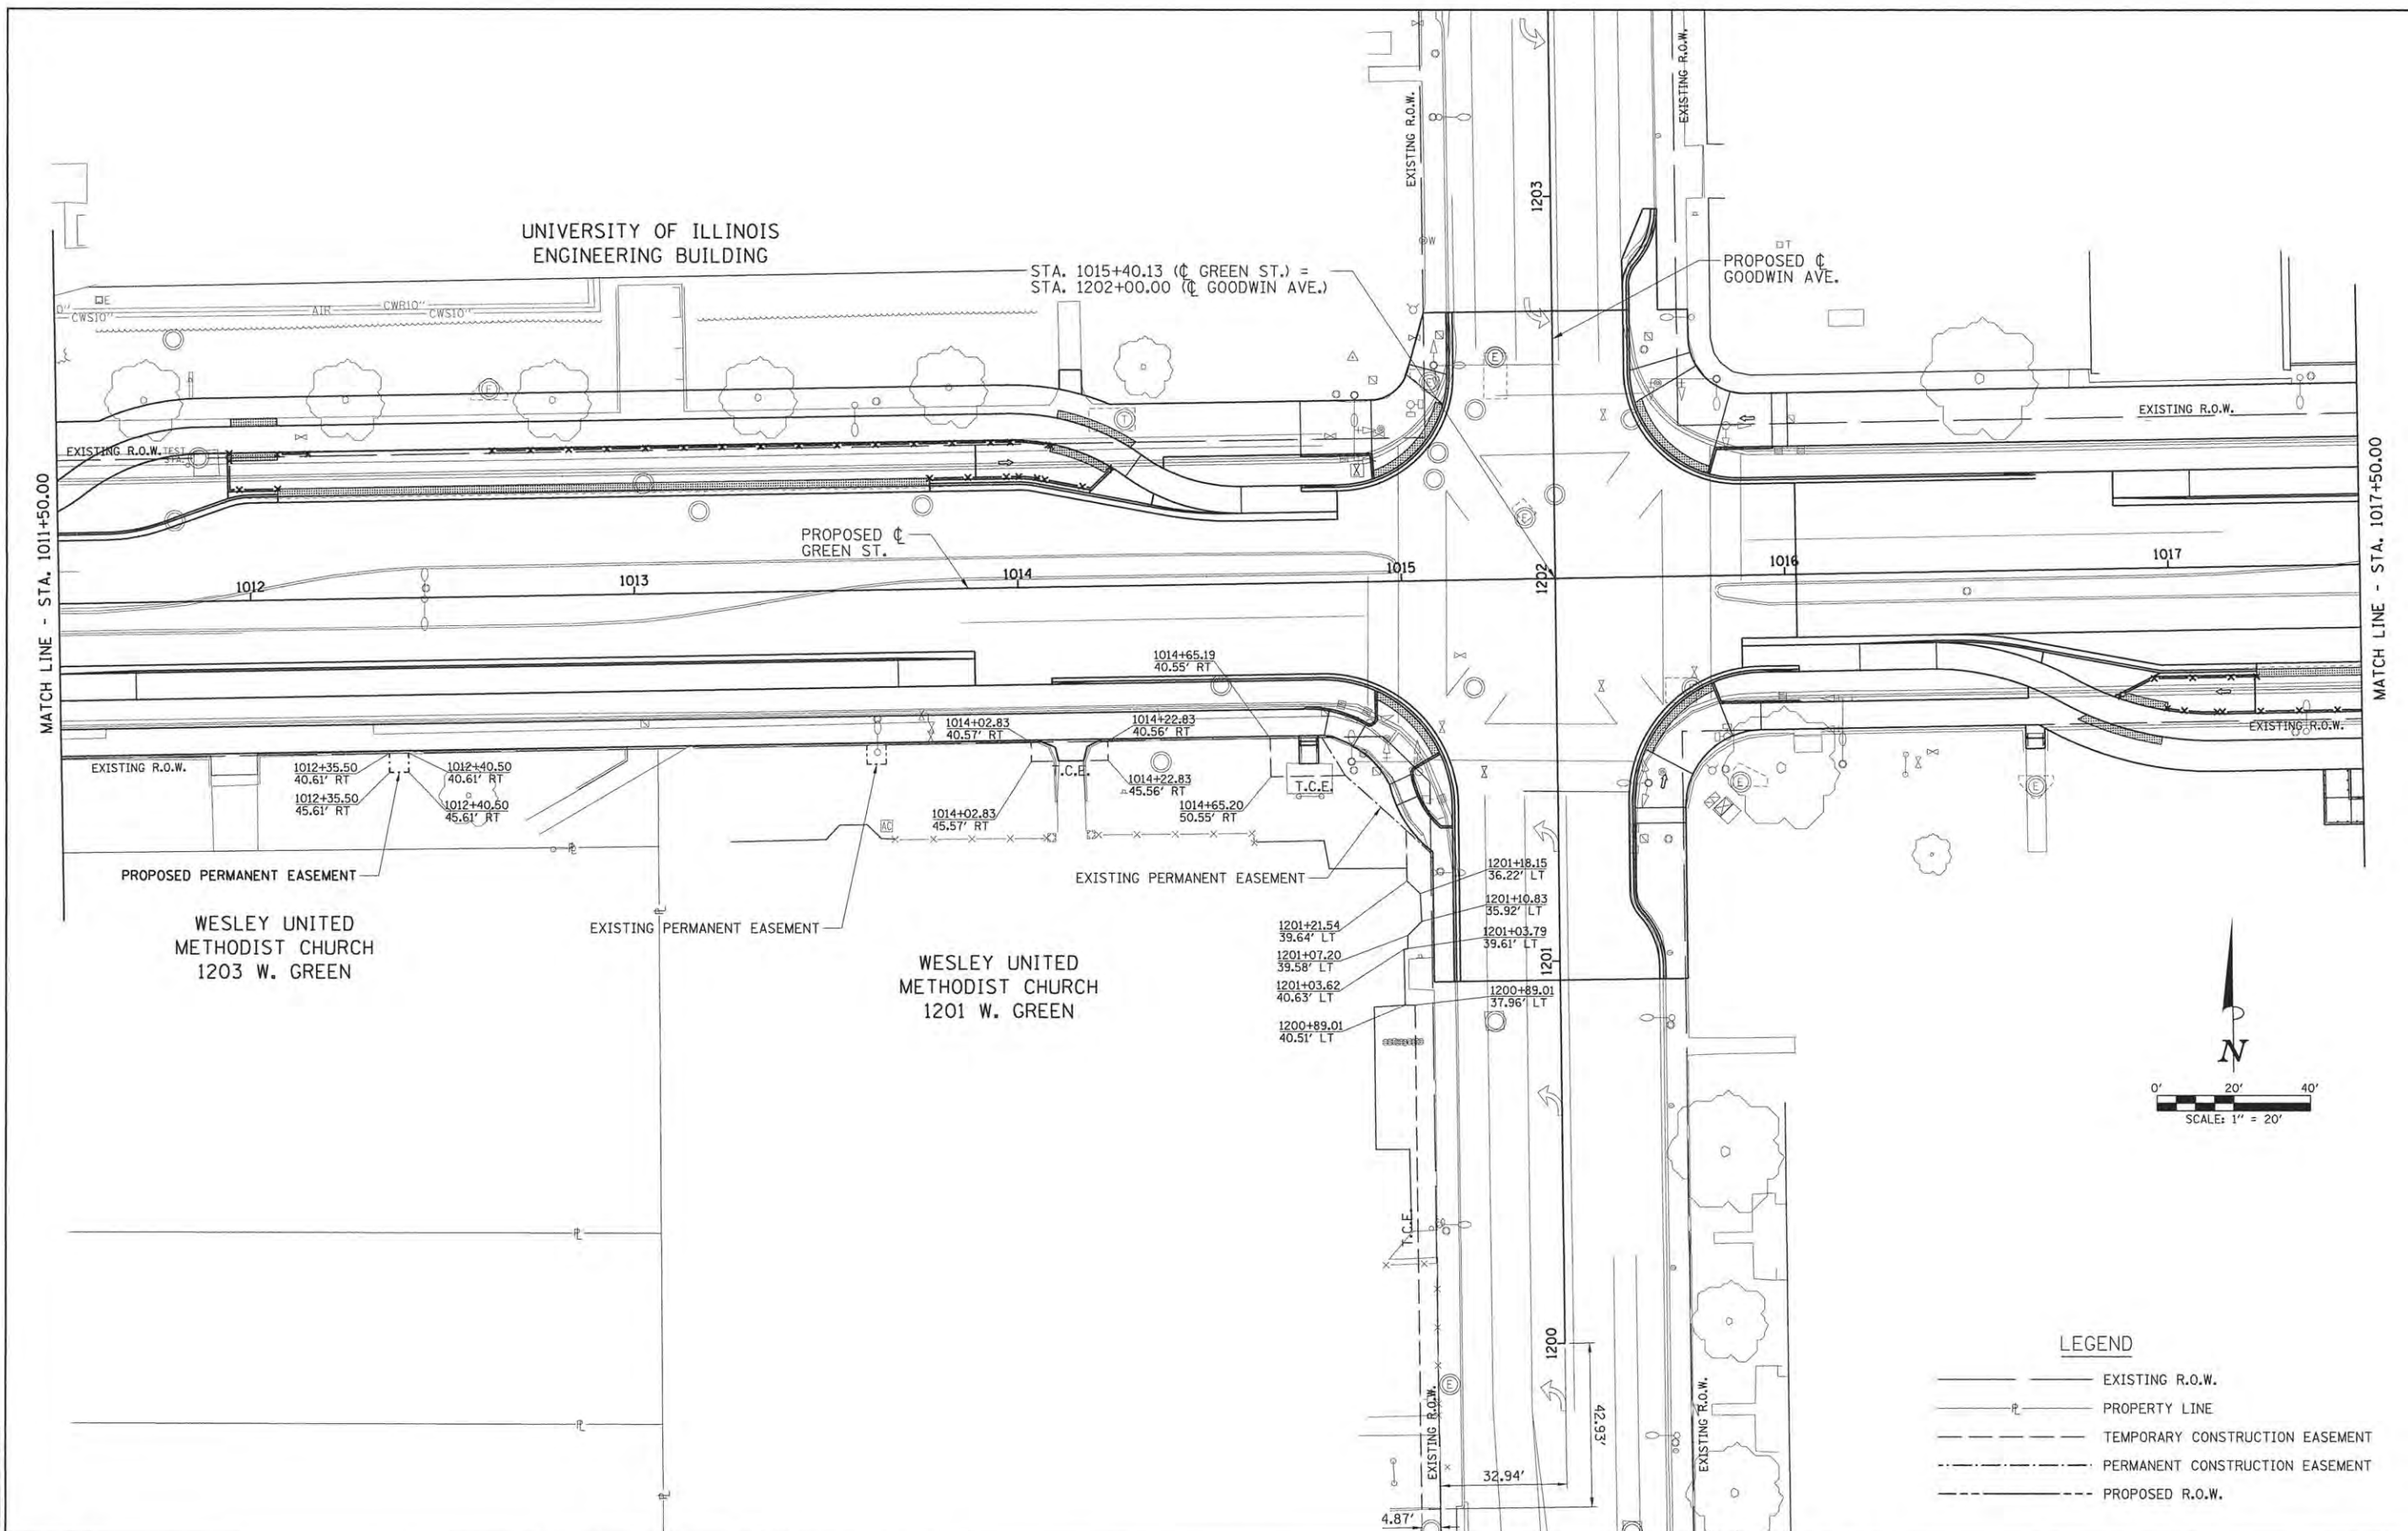 UNIVERSITY OF ILLINOIS
ENGINEERING BUILDING
STA. 1015+40.13 (℄ GREEN ST.) =
STA. 1202+00.00 (℄ GOODWIN AVE.)
EXISTING R.O.W.
EXISTING R.O.W.
1203
PROPOSED ℄
GOODWIN AVE.
□T
W
E
AIR
CWR10"
CWS10"
CWS10"
E
E
T
EXISTING R.O.W.
TEST
STA.
EXISTING R.O.W.
E
MATCH LINE - STA. 1011+50.00
MATCH LINE - STA. 1017+50.00
PROPOSED ℄
GREEN ST.
1012
1013
1014
1015
1202
1016
1017
1014+65.19
40.55' RT
1014+02.83
40.57' RT
1014+22.83
40.56' RT
EXISTING R.O.W.
EXISTING R.O.W.
1012+35.50
40.61' RT
1012+40.50
40.61' RT
1012+35.50
45.61' RT
1012+40.50
45.61' RT
T.C.E.
1014+22.83
45.56' RT
T.C.E.
1014+02.83
45.57' RT
1014+65.20
50.55' RT
E
E
AC
℄
PROPOSED PERMANENT EASEMENT
EXISTING PERMANENT EASEMENT
EXISTING PERMANENT EASEMENT
WESLEY UNITED
METHODIST CHURCH
1203 W. GREEN
WESLEY UNITED
METHODIST CHURCH
1201 W. GREEN
1201+18.15
36.22' LT
1201+10.83
35.92' LT
1201+21.54
39.64' LT
1201+03.79
39.61' LT
1201+07.20
39.58' LT
1201+03.62
40.63' LT
1200+89.01
37.96' LT
1200+89.01
40.51' LT
1201
N
0' 20' 40'
SCALE: 1" = 20'
T.C.E.
1200
E
EXISTING R.O.W.
EXISTING R.O.W.
42.93'
32.94'
4.87'
LEGEND
EXISTING R.O.W.
PROPERTY LINE
TEMPORARY CONSTRUCTION EASEMENT
PERMANENT CONSTRUCTION EASEMENT
PROPOSED R.O.W.